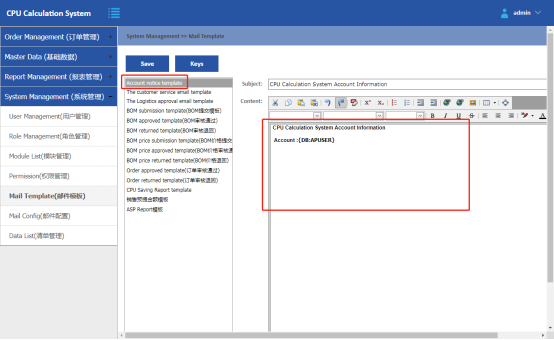 CPU Calculation System
admin
Order Management (订单管理)
Master Data (基础数据)
Report Management (报表管理)
System Management (系统管理)
User Management(用户管理)
Role Management(角色管理)
Module List(模块管理)
Permission(权限管理)
Mail Template(邮件模板)
Mail Config(邮件配置)
Data List(清单管理)
System Management >> Mail Template
Save Keys
Account notice template
The customer service email template
The Logistics approval email template
BOM submission template(BOM提交模板)
BOM approved template(BOM审核通过)
BOM returned template(BOM审核退回)
BOM price submission template(BOM价格提交
BOM price approved template(BOM价格审核通
BOM price returned template(BOM价格退回)
Order approved template(订单审核通过)
Order returned template(订单审核退回)
CPU Saving Report template
销售预提金额模板
ASP Report模板
Subject: CPU Calculation System Account Information
Content:
B I U S
A
CPU Calculation System Account Information
Account :{DB:APUSER}